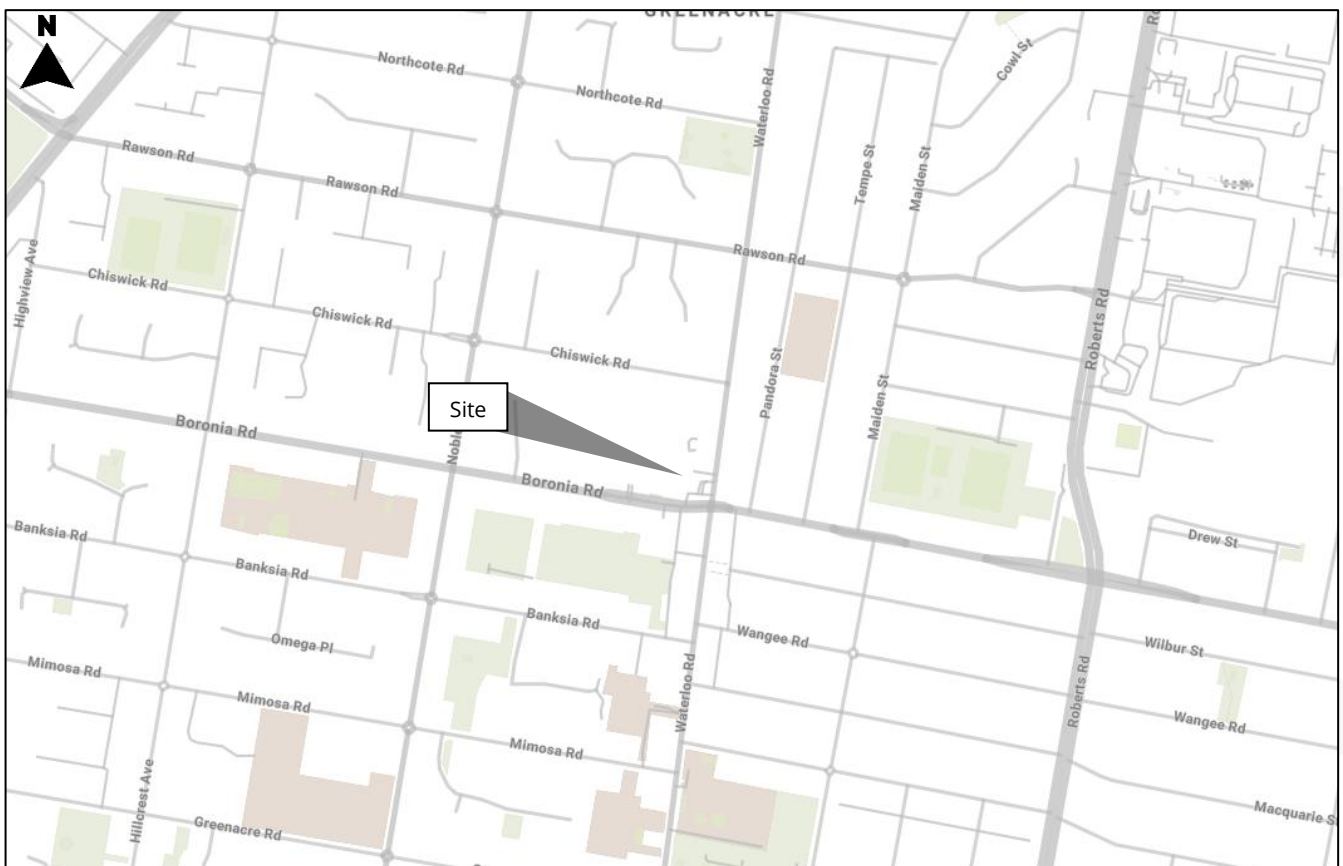 GREENACRE
N
Northcote Rd
Northcote Rd
Cowl St
Waterloo Rd
Rawson Rd
Rawson Rd
Tempe St
Maiden St
Rawson Rd
Highview Ave
Chiswick Rd
Chiswick Rd
Chiswick Rd
Roberts Rd
Pandora St
Maiden St
Site
Boronia Rd
Boronia Rd
Banksia Rd
Banksia Rd
Banksia Rd
Drew St
Wangee Rd
Wilbur St
Omega Pl
Mimosa Rd
Mimosa Rd
Mimosa Rd
Waterloo Rd
Roberts Rd
Wangee Rd
Hillcrest Ave
Greenacre Rd
Macquarie S